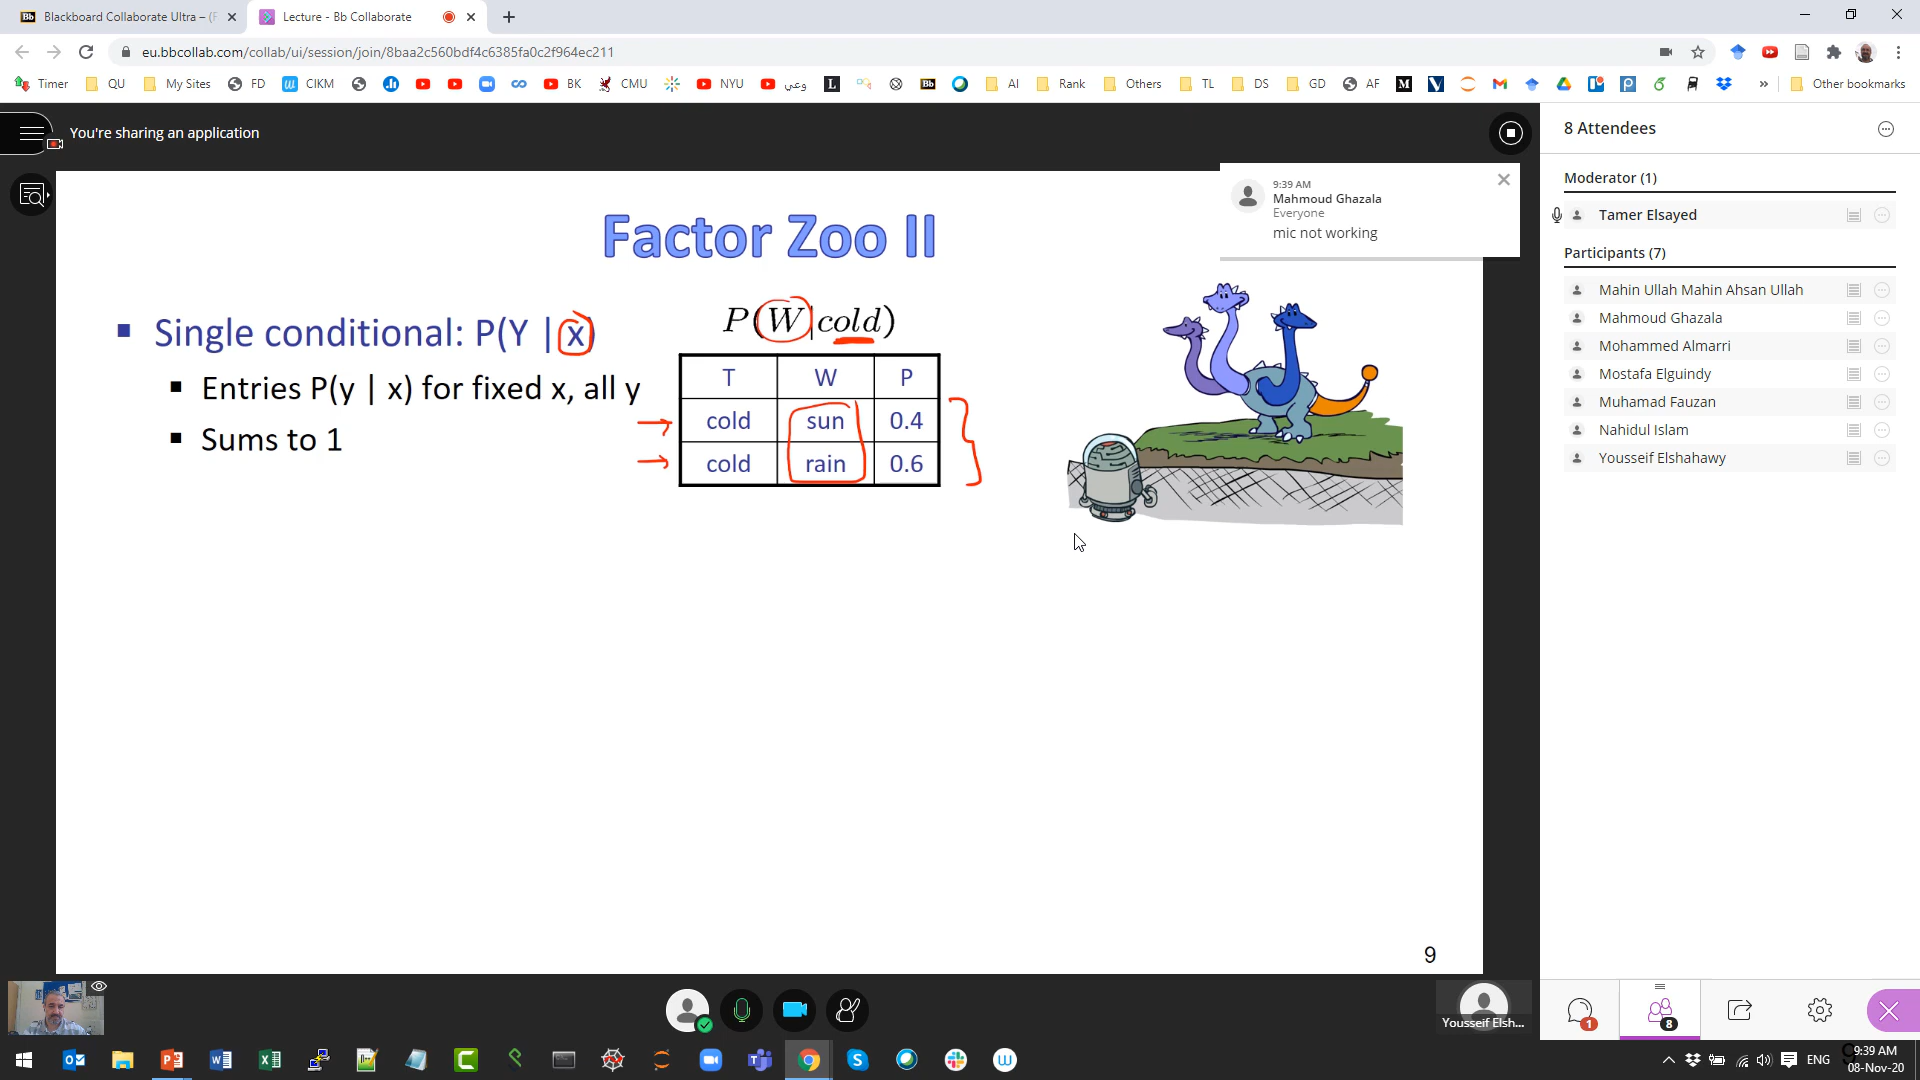 Blackboard Collaborate Ultra – (F
Lecture - Bb Collaborate
eu.bbcollab.com/collab/ui/session/join/8baa2c560bdf4c6385fa0c2f964ec211
Timer QU My Sites FD CIKM BK CMU NYU وعي L Bb AI Rank Others TL DS GD AF M V » Other bookmarks
You're sharing an application
9:39 AM
Mahmoud Ghazala
Everyone
mic not working
Factor Zoo II
Single conditional: P(Y | x)
Entries P(y | x) for fixed x, all y
Sums to 1
P(W|cold)
T W P
cold sun 0.4
cold rain 0.6
9
8 Attendees
Moderator (1)
Tamer Elsayed
Participants (7)
Mahin Ullah Mahin Ahsan Ullah
Mahmoud Ghazala
Mohammed Almarri
Mostafa Elguindy
Muhamad Fauzan
Nahidul Islam
Yousseif Elshahawy
Yousseif Elsh...
1
8
ENG
9:39 AM
08-Nov-20